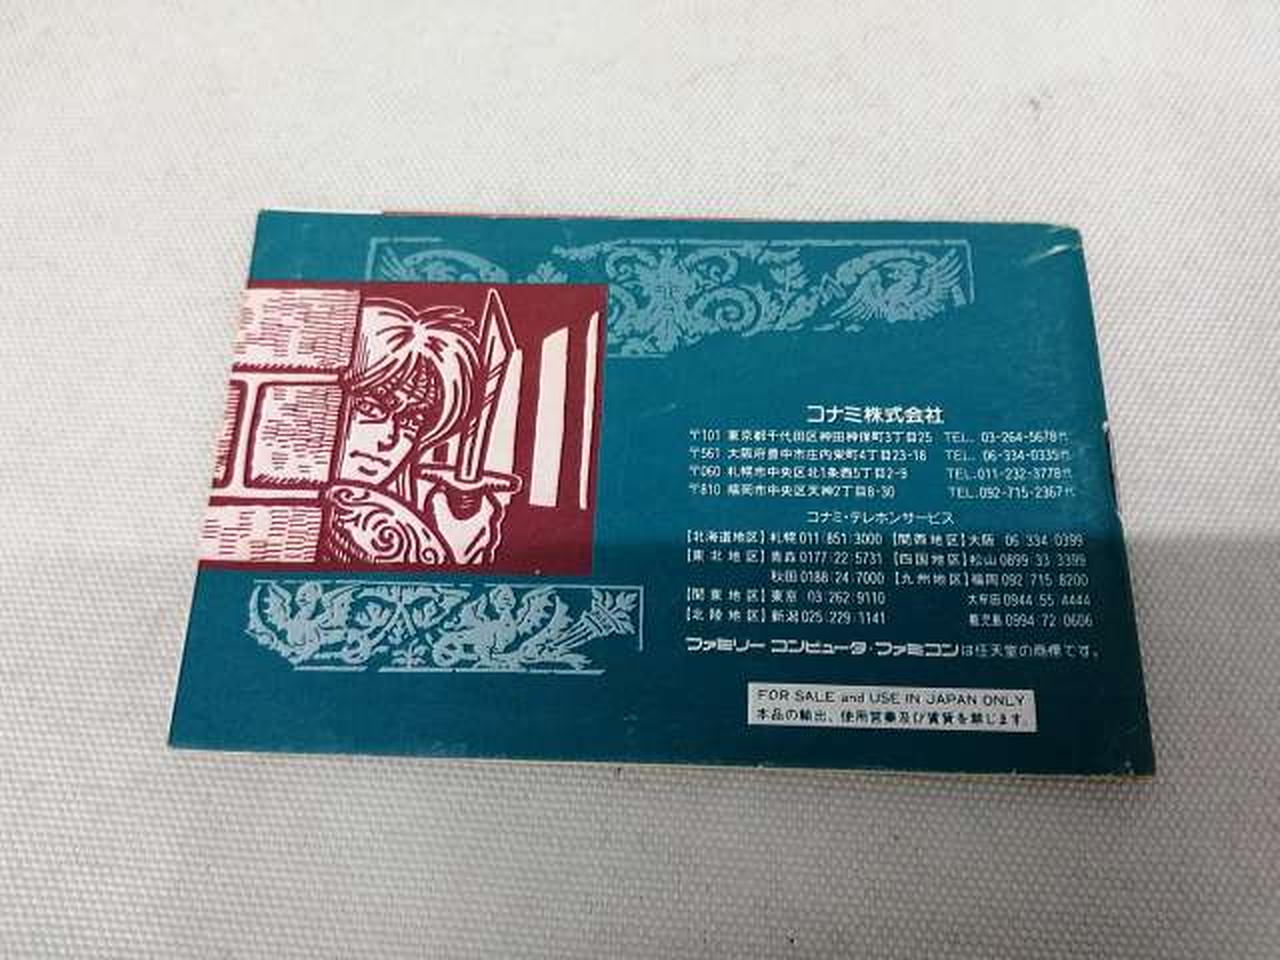 コナミ株式会社
〒101 東京都千代田区神田神保町3丁目25 TEL. 03-264-5678代
〒561 大阪府豊中市庄内栄町4丁目23-18 TEL. 06-334-0335代
〒060 札幌市中央区北1条西5丁目2-9 TEL.011-232-3778代
〒810 福岡市中央区天神2丁目8-30 TEL.092-715-2367代
コナミ・テレホンサービス
【北海道地区】札幌 011 851 3000 【関西地区】大阪 06 334 0399
【東北地区】青森 0177 22 5731 【四国地区】松山 0899 33 3399
秋田 0188 24 7000 【九州地区】福岡 092 715 8200
【関東地区】東京 03 262 9110 大牟田 0944 55 4444
【北陸地区】新潟 025 229 1141 鹿児島 0994 72 0606
ファミリー コンピュータ・ファミコンは任天堂の商標です。
FOR SALE and USE IN JAPAN ONLY
本品の輸出、使用営業及び賃貸を禁じます。